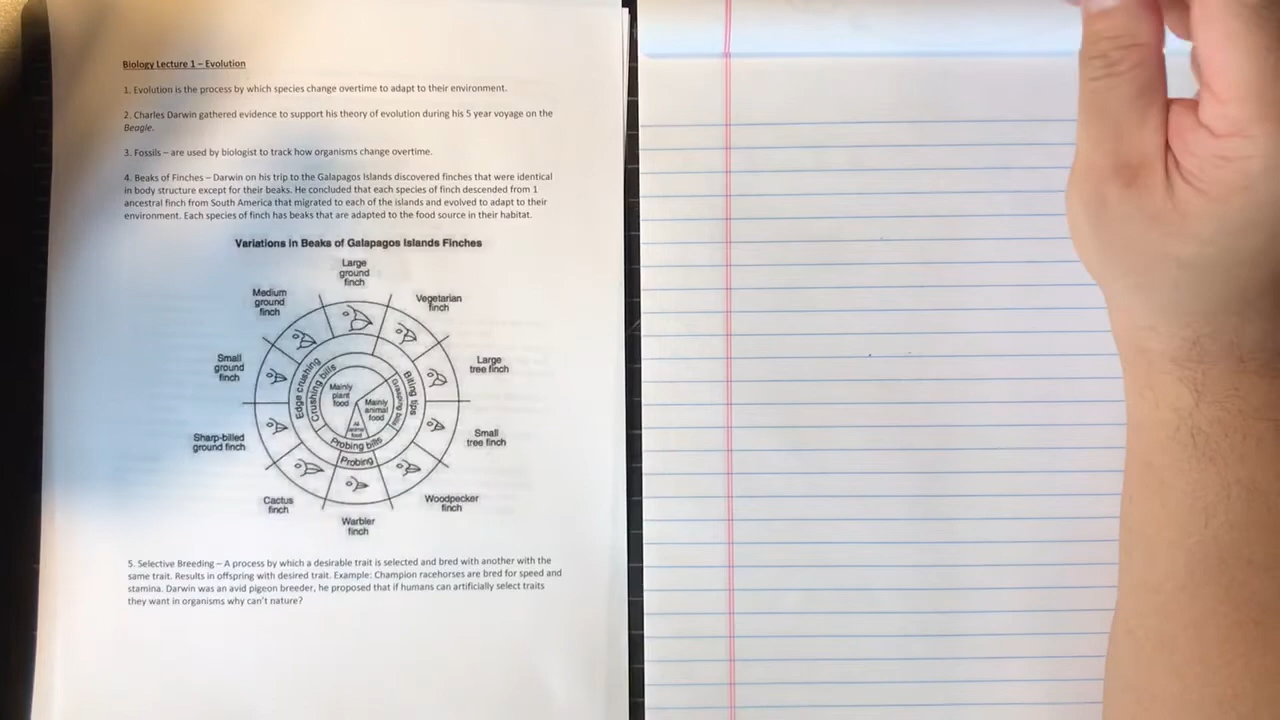 Biology Lecture 1 – Evolution
1. Evolution is the process by which species change overtime to adapt to their environment.
2. Charles Darwin gathered evidence to support his theory of evolution during his 5 year voyage on the
Beagle.
3. Fossils – are used by biologist to track how organisms change overtime.
4. Beaks of Finches – Darwin on his trip to the Galapagos Islands discovered finches that were identical
in body structure except for their beaks. He concluded that each species of finch descended from 1
ancestral finch from South America that migrated to each of the islands and evolved to adapt to their
environment. Each species of finch has beaks that are adapted to the food source in their habitat.
Variations in Beaks of Galapagos Islands Finches
Large
ground
finch
Medium
ground
finch
Vegetarian
finch
Small
ground
finch
Large
tree finch
Edge crushing
Crushing bills
Biting tips
Grasping bills
Mainly
plant
food
Mainly
animal
food
All
animal
food
Probing bills
Probing
Sharp-billed
ground finch
Small
tree finch
Cactus
finch
Woodpecker
finch
Warbler
finch
5. Selective Breeding – A process by which a desirable trait is selected and bred with another with the
same trait. Results in offspring with desired trait. Example: Champion racehorses are bred for speed and
stamina. Darwin was an avid pigeon breeder, he proposed that if humans can artificially select traits
they want in organisms why can't nature?